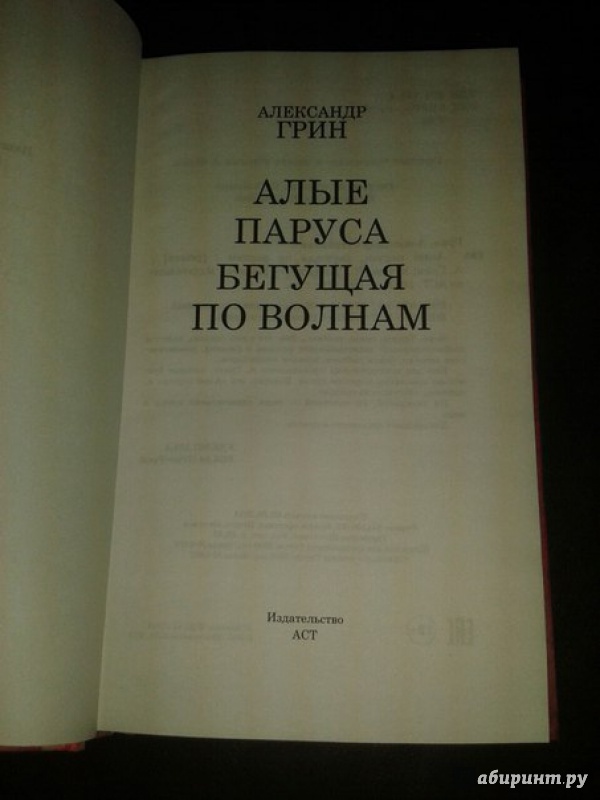 АЛЕКСАНДР
ГРИН
АЛЫЕ
ПАРУСА
БЕГУЩАЯ
ПО ВОЛНАМ
Издательство
АСТ
абиринт.ру